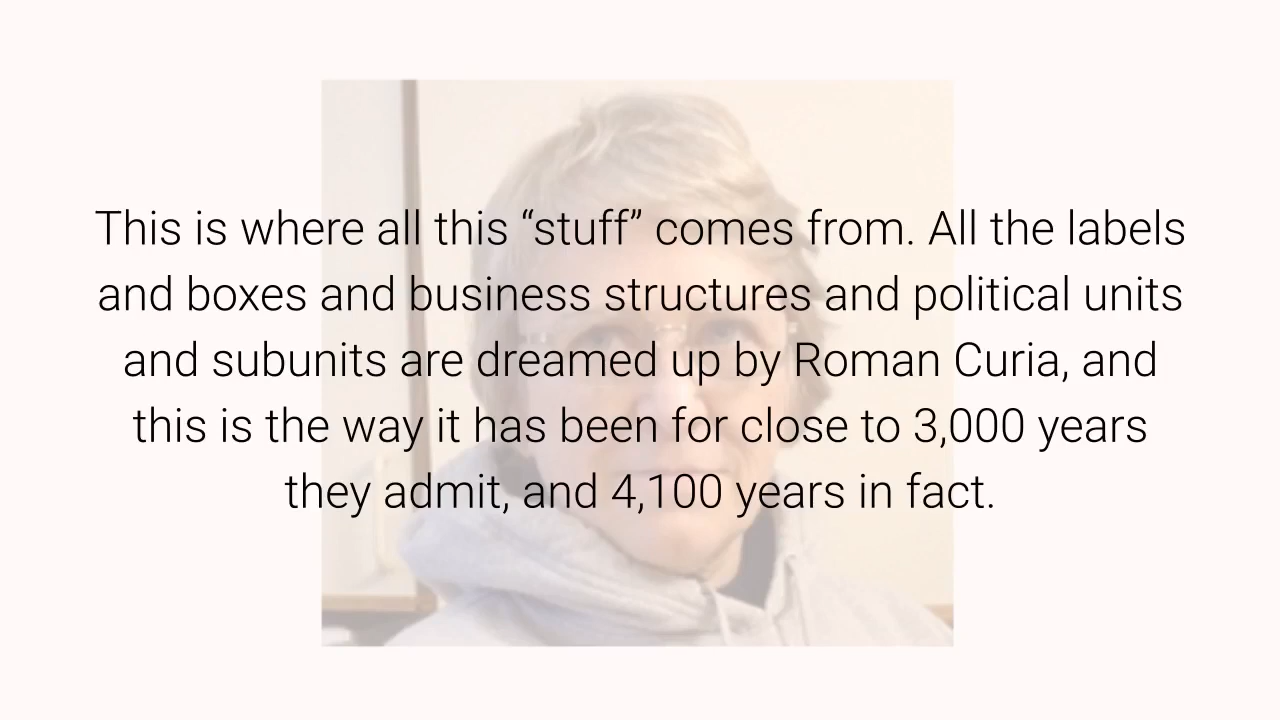 This is where all this “stuff” comes from. All the labels
and boxes and business structures and political units
and subunits are dreamed up by Roman Curia, and
this is the way it has been for close to 3,000 years
they admit, and 4,100 years in fact.